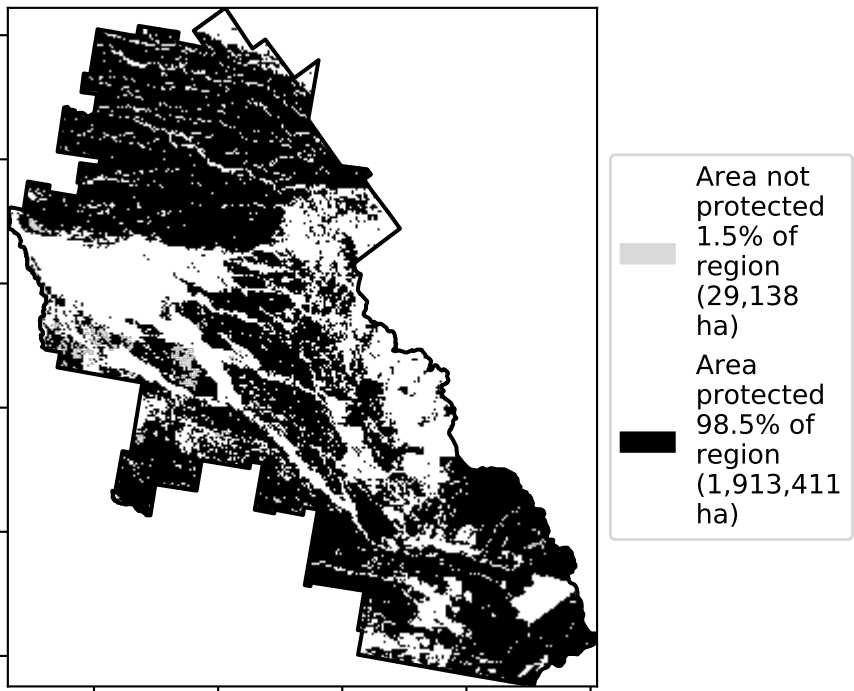 Area not
protected
1.5% of
region
(29,138
ha)
Area
protected
98.5% of
region
(1,913,411
ha)